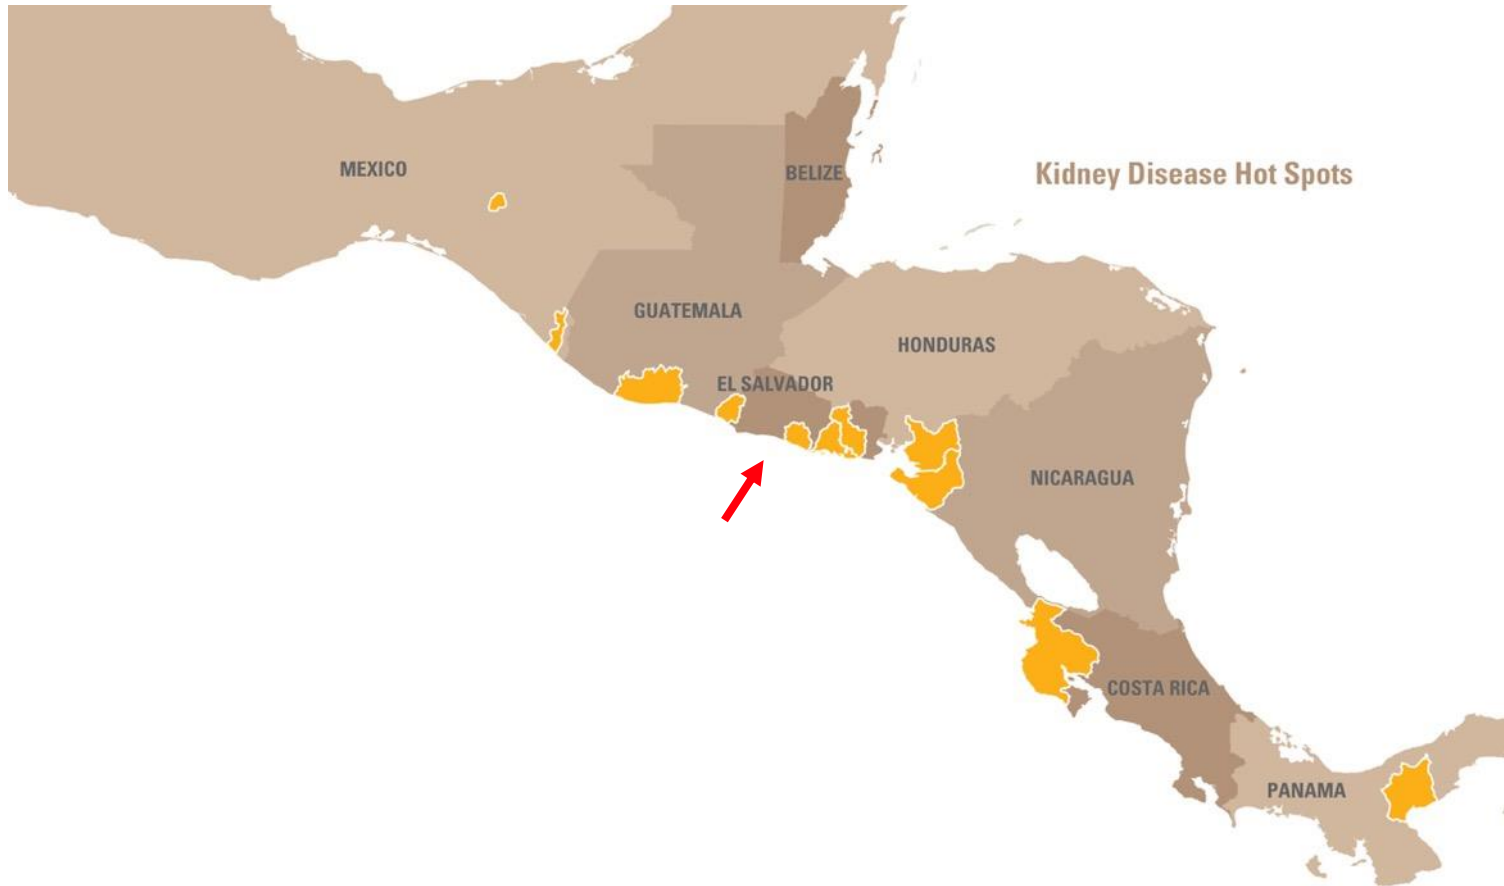 MEXICO
BELIZE
Kidney Disease Hot Spots
GUATEMALA
HONDURAS
EL SALVADOR
NICARAGUA
COSTA RICA
PANAMA